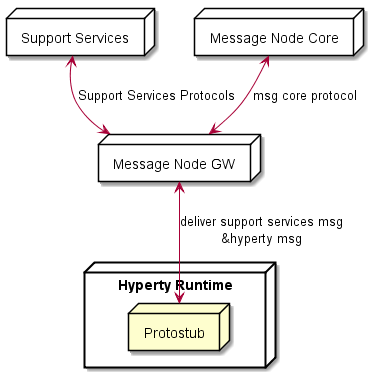 Support Services
Message Node Core
Support Services Protocols
msg core protocol
Message Node GW
deliver support services msg
&hyperty msg
Hyperty Runtime
Protostub